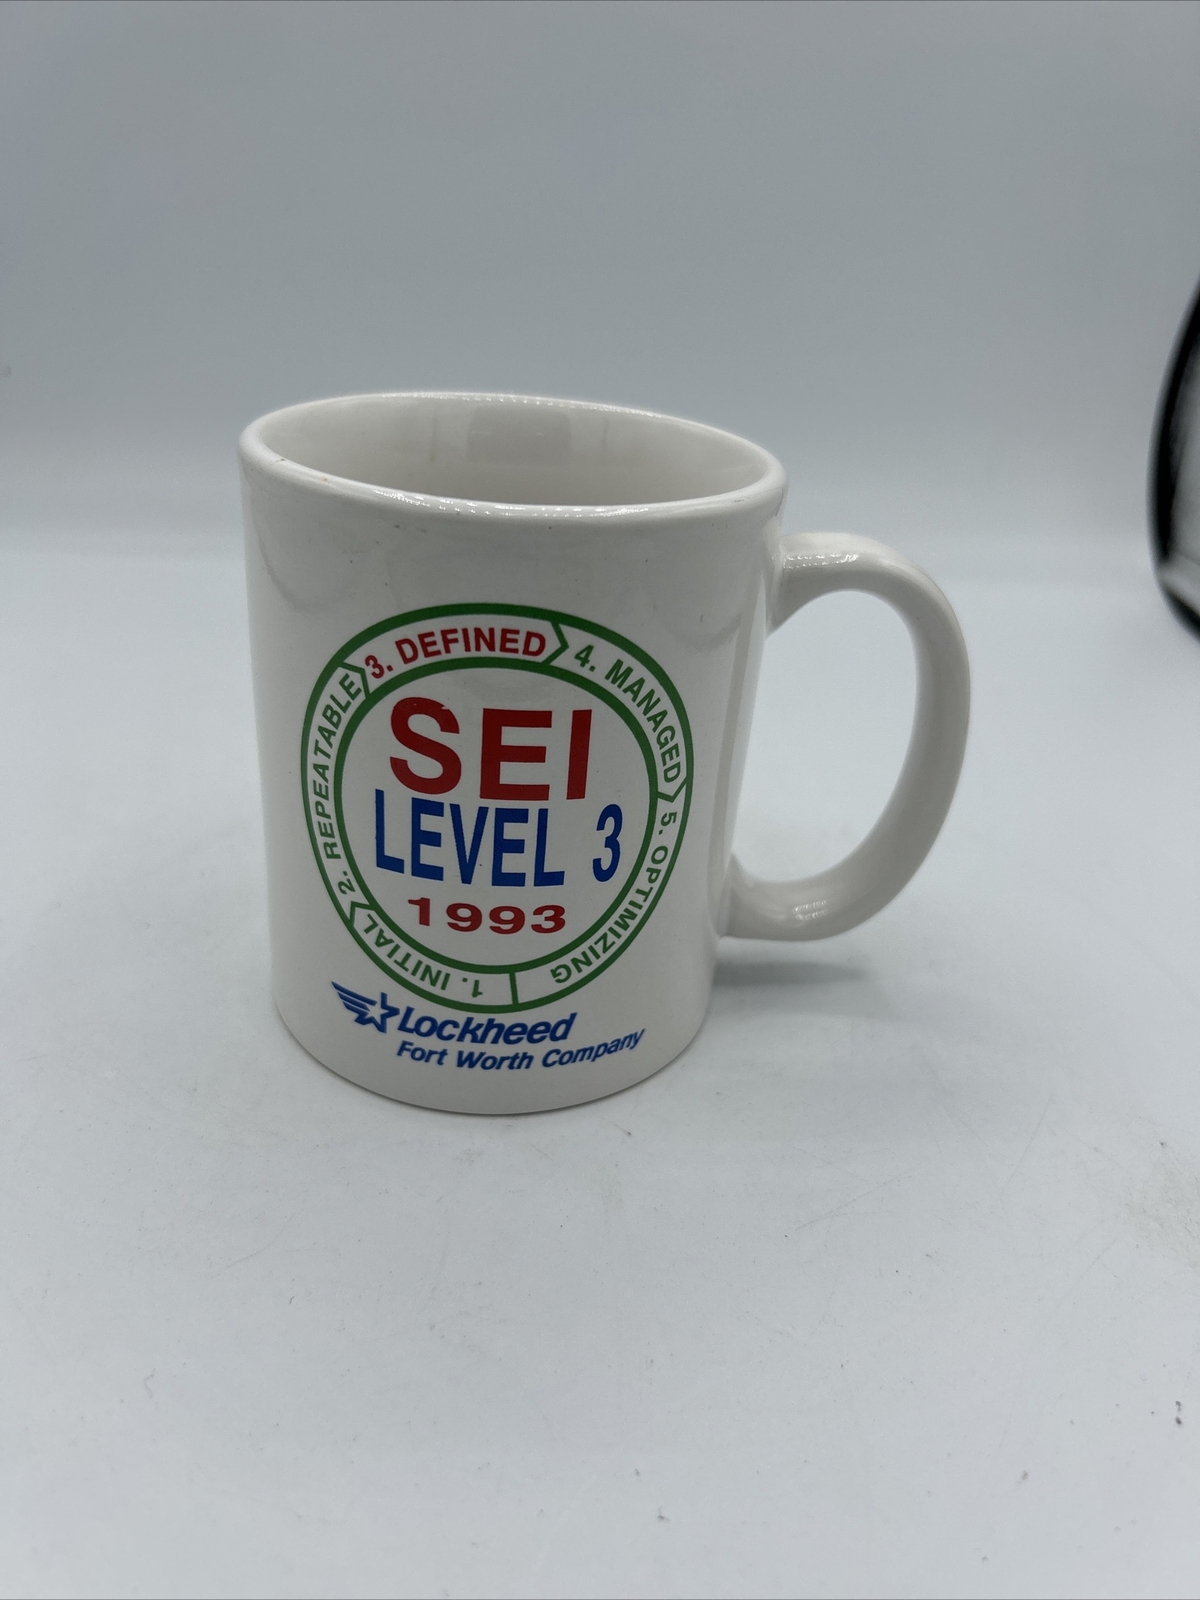 1. INITIAL
2. REPEATABLE
3. DEFINED
4. MANAGED
5. OPTIMIZING
SEI
LEVEL 3
1993
Lockheed
Fort Worth Company